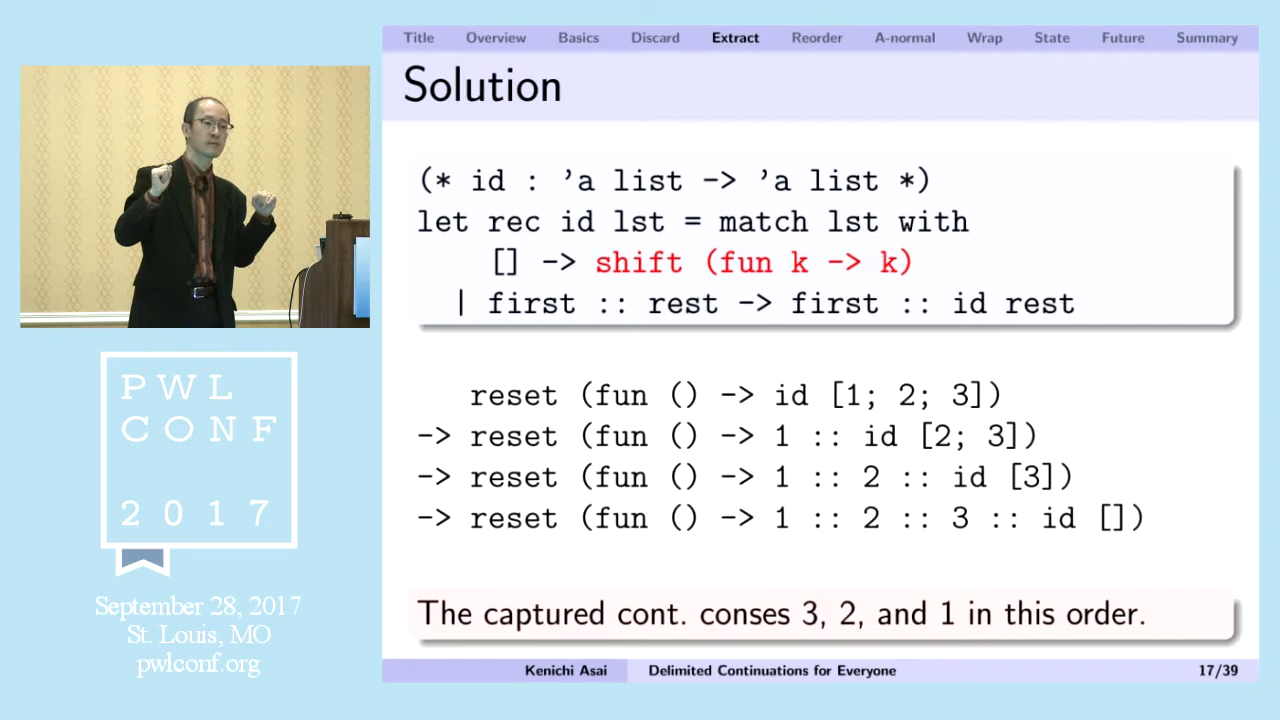 Title Overview Basics Discard Extract Reorder A-normal Wrap State Future Summary
Solution
(* id : 'a list -> 'a list *)
let rec id lst = match lst with
[] -> shift (fun k -> k)
| first :: rest -> first :: id rest
reset (fun () -> id [1; 2; 3])
-> reset (fun () -> 1 :: id [2; 3])
-> reset (fun () -> 1 :: 2 :: id [3])
-> reset (fun () -> 1 :: 2 :: 3 :: id [])
The captured cont. conses 3, 2, and 1 in this order.
Kenichi Asai Delimited Continuations for Everyone 17/39
PWL
CONF
2017
September 28, 2017
St. Louis, MO
pwlconf.org